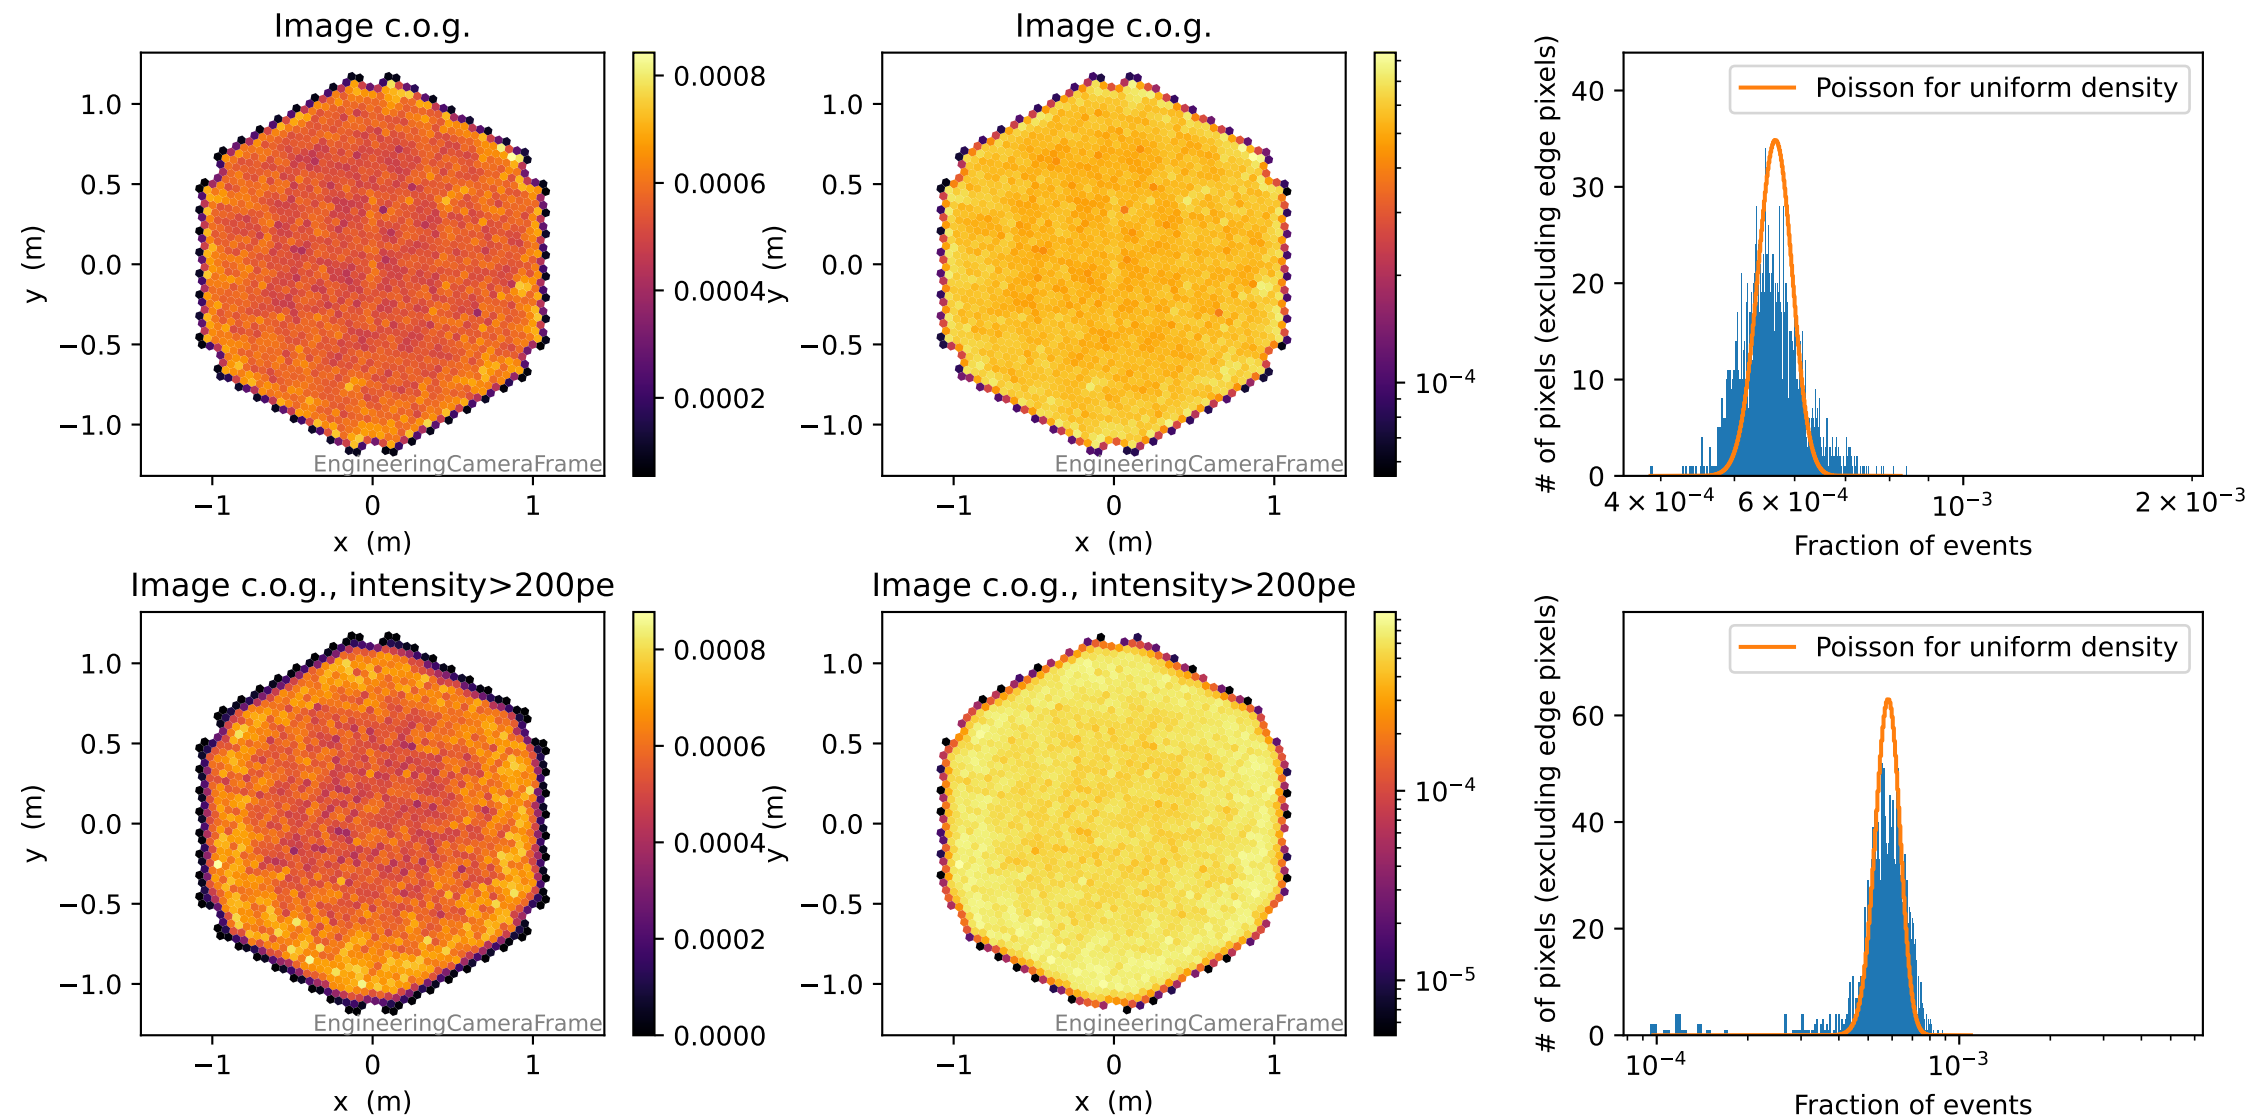 Image c.o.g.
1.0
0.5
0.0
−0.5
−1.0
y (m)
−1
0
1
x (m)
EngineeringCameraFrame
0.0008
0.0006
0.0004
0.0002
Image c.o.g.
1.0
0.5
0.0
−0.5
−1.0
y (m)
−1
0
1
x (m)
EngineeringCameraFrame
10⁻⁴
# of pixels (excluding edge pixels)
40
30
20
10
0
Poisson for uniform density
4 × 10⁻⁴
6 × 10⁻⁴
10⁻³
2 × 10⁻³
Fraction of events
Image c.o.g., intensity>200pe
1.0
0.5
0.0
−0.5
−1.0
y (m)
−1
0
1
x (m)
EngineeringCameraFrame
0.0008
0.0006
0.0004
0.0002
0.0000
Image c.o.g., intensity>200pe
1.0
0.5
0.0
−0.5
−1.0
y (m)
−1
0
1
x (m)
EngineeringCameraFrame
10⁻⁴
10⁻⁵
# of pixels (excluding edge pixels)
60
40
20
0
Poisson for uniform density
10⁻⁴
10⁻³
Fraction of events